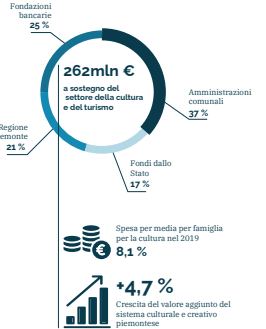 Fondazioni
bancarie
25 %
262mln €
a sostegno del
settore della cultura
e del turismo
Amministrazioni
comunali
37 %
Regione
emonte
21 %
Fondi dallo
Stato
17 %
Spesa per media per famiglia
per la cultura nel 2019
8,1 %
+4,7 %
Crescita del valore aggiunto del
sistema culturale e creativo
piemontese